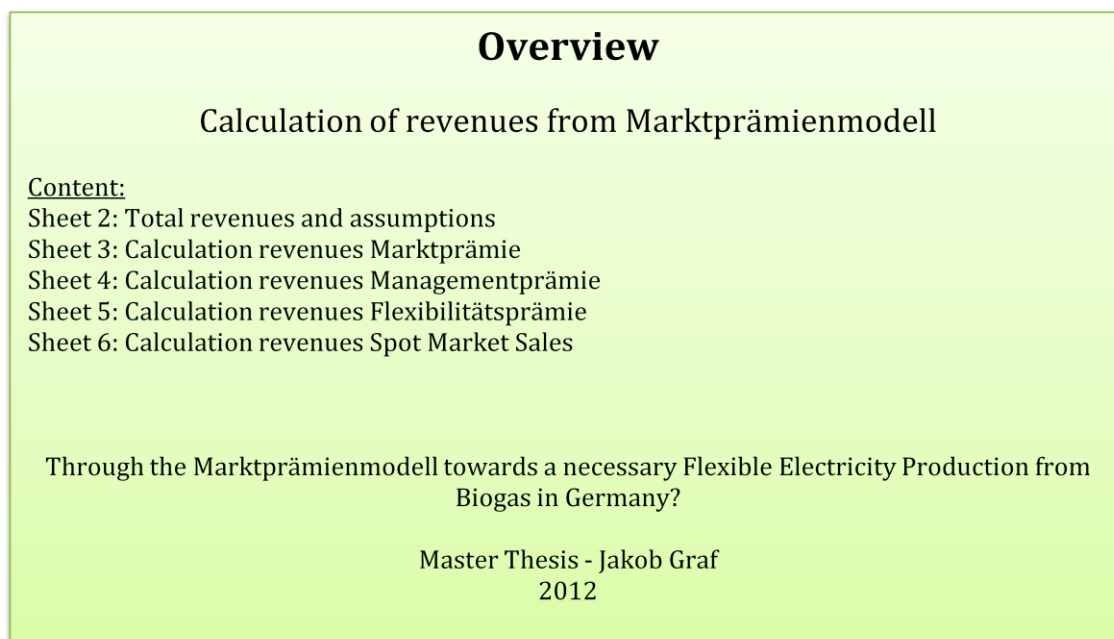 Overview
Calculation of revenues from Marktprämienmodell
Content:
Sheet 2: Total revenues and assumptions
Sheet 3: Calculation revenues Marktprämie
Sheet 4: Calculation revenues Managementprämie
Sheet 5: Calculation revenues Flexibilitätsprämie
Sheet 6: Calculation revenues Spot Market Sales
Through the Marktprämienmodell towards a necessary Flexible Electricity Production from
Biogas in Germany?
Master Thesis - Jakob Graf
2012